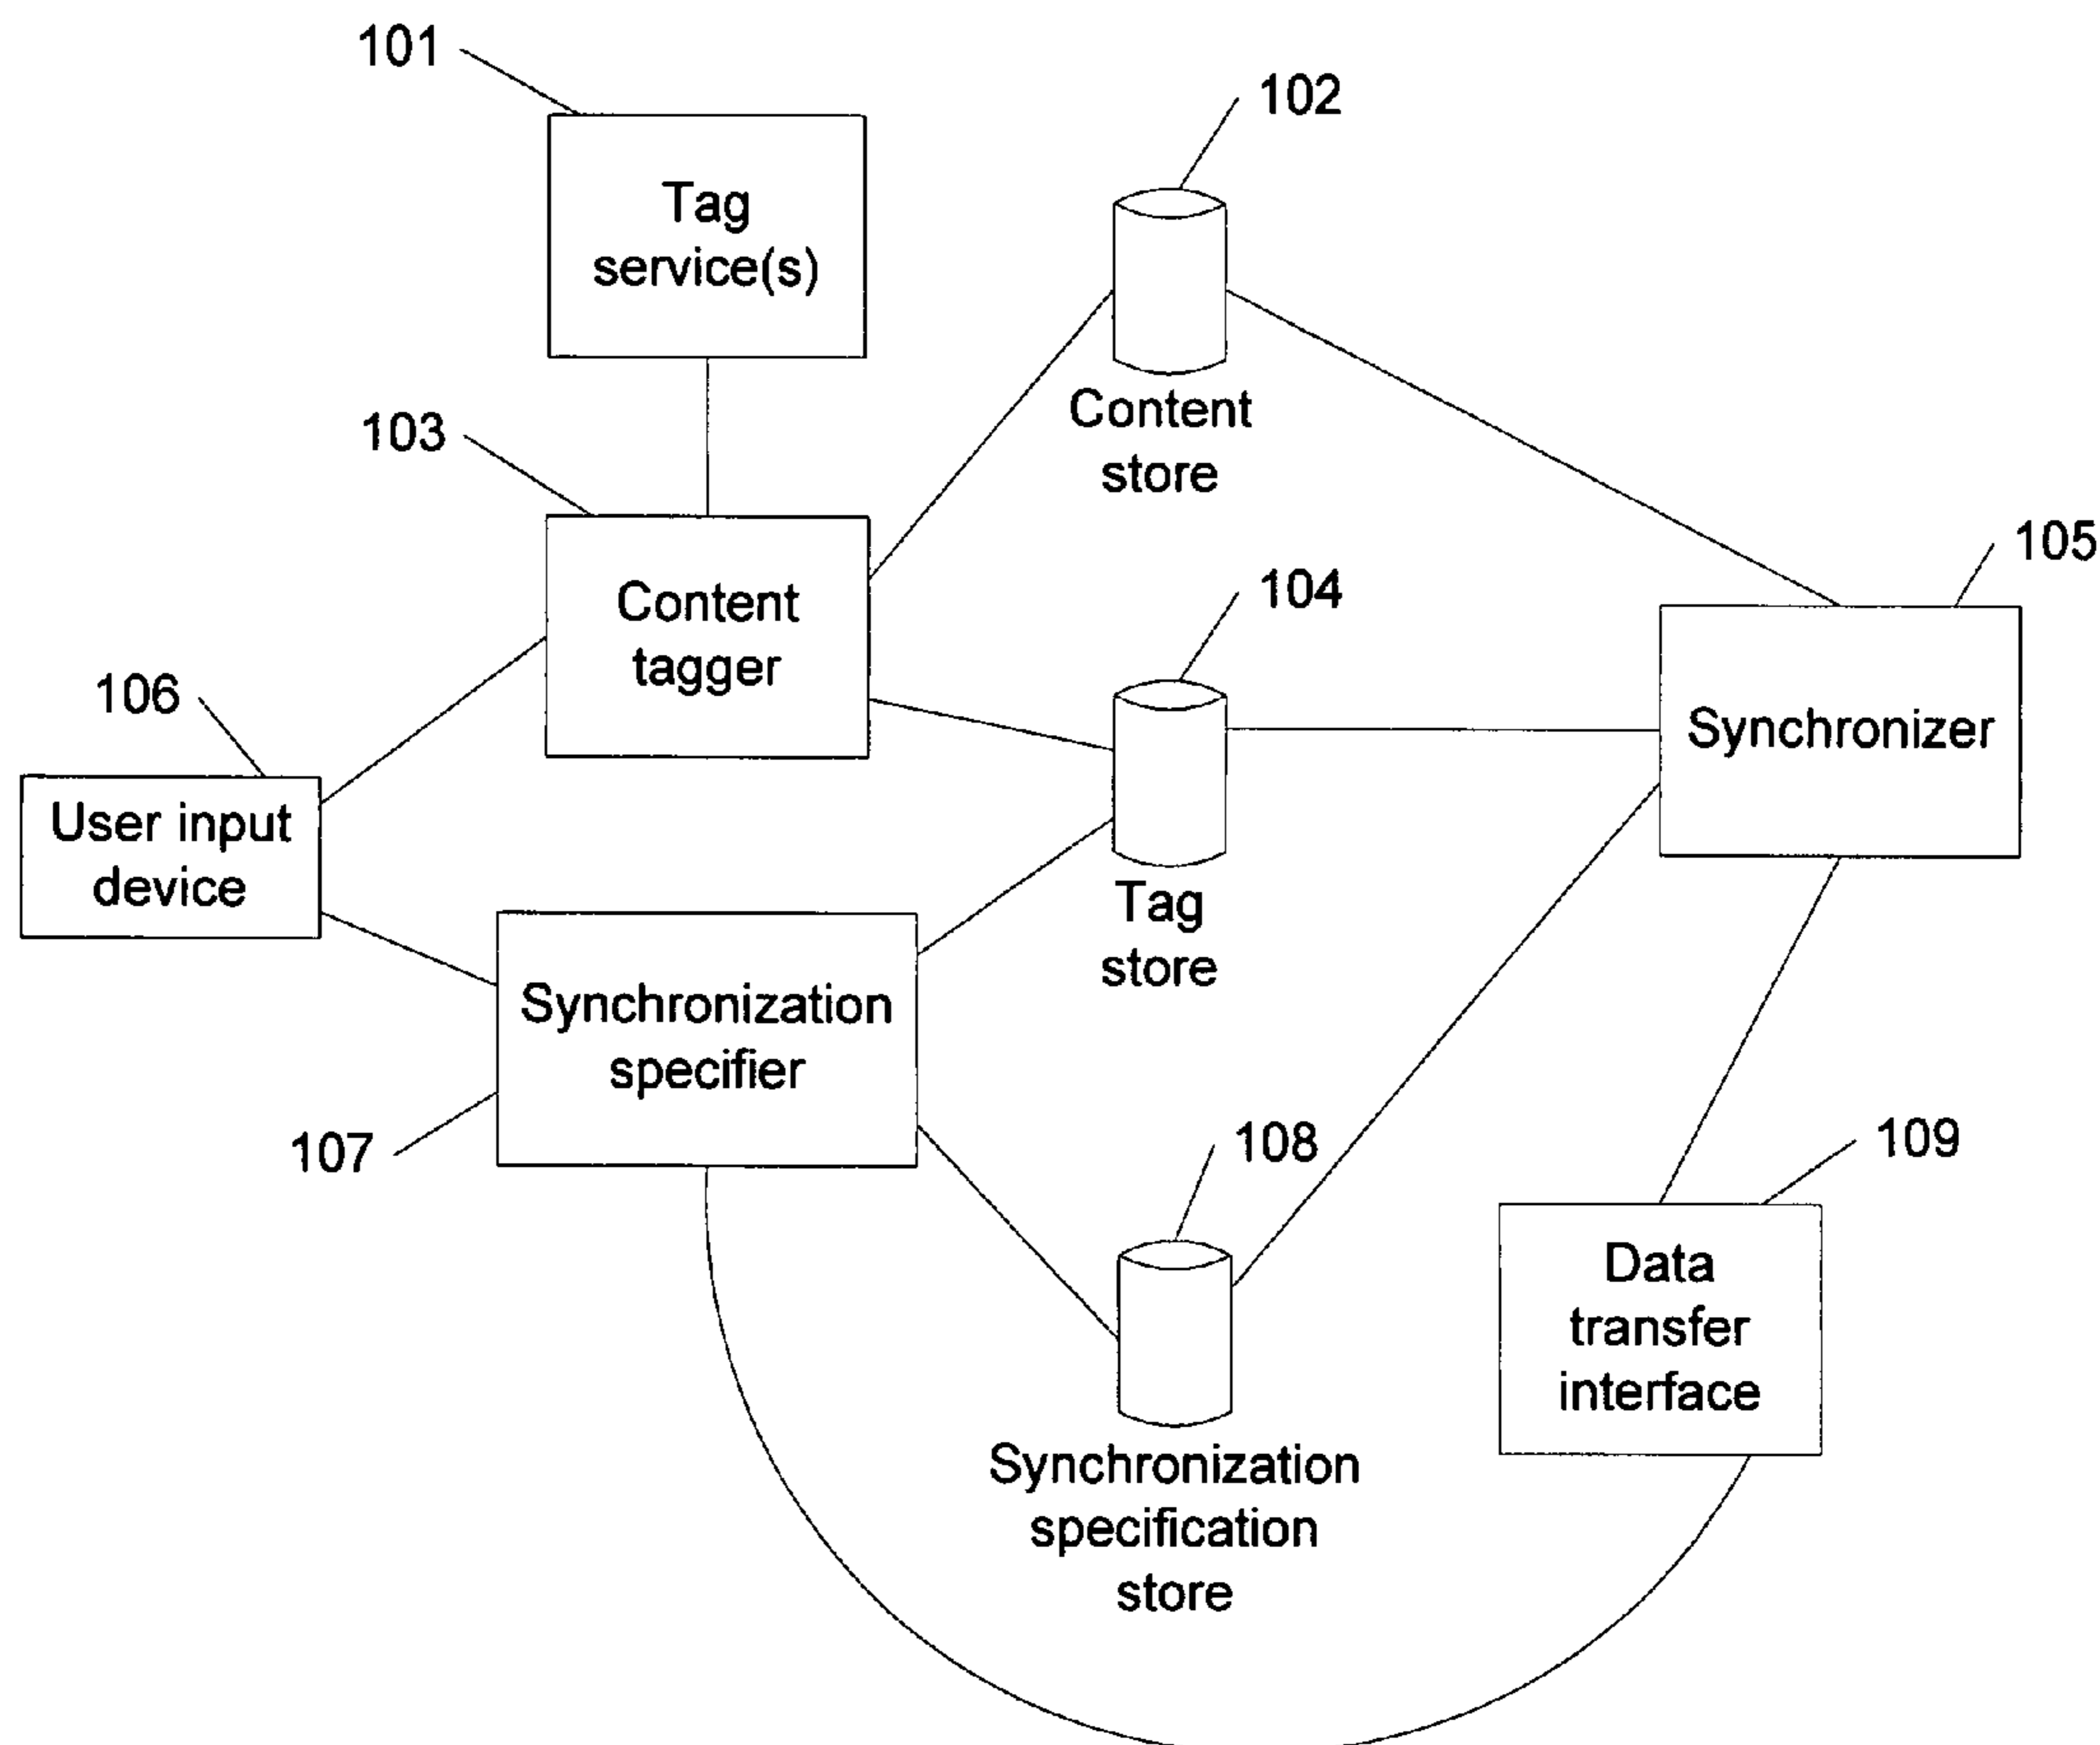 101
102
Tag
service(s)
Content
store
103
Content
tagger
104
105
Synchronizer
106
User input
device
Tag
store
Synchronization
specifier
107
108
109
Data
transfer
interface
Synchronization
specification
store